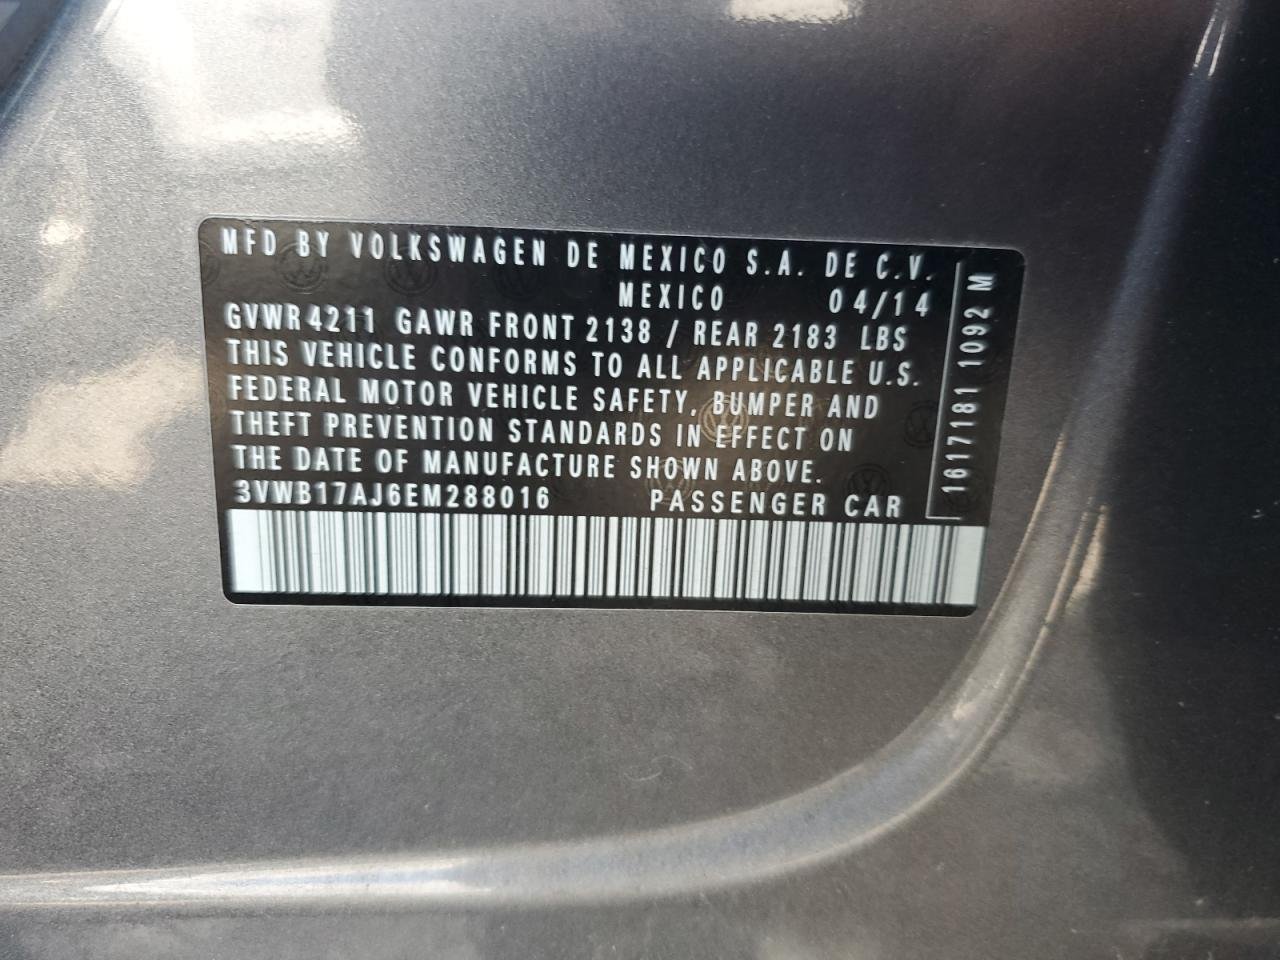 MFD BY VOLKSWAGEN DE MEXICO S.A. DE C.V.
MEXICO 04/14
GVWR 4211 GAWR FRONT 2138 / REAR 2183 LBS
THIS VEHICLE CONFORMS TO ALL APPLICABLE U.S.
FEDERAL MOTOR VEHICLE SAFETY, BUMPER AND
THEFT PREVENTION STANDARDS IN EFFECT ON
THE DATE OF MANUFACTURE SHOWN ABOVE.
3VWB17AJ6EM288016 PASSENGER CAR
1617181 1092 M